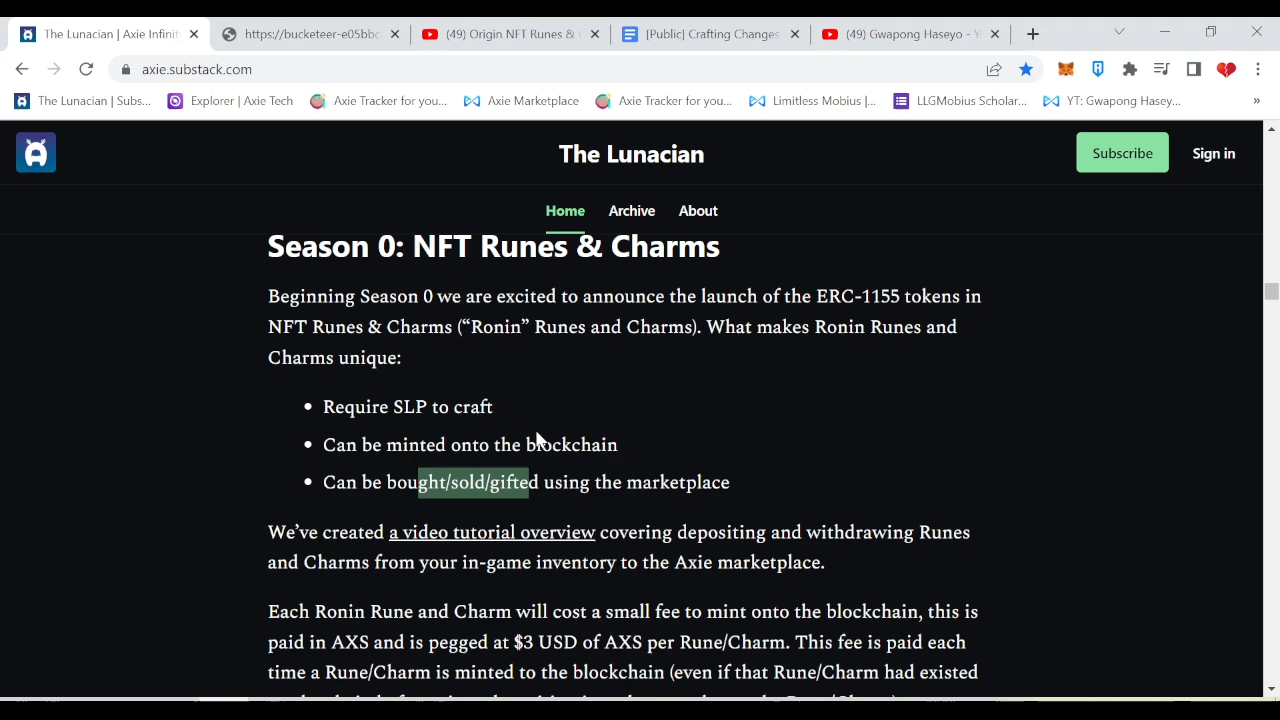 The Lunacian | Axie Infinit
https://bucketeer-e0
(49) Origin NFT Runes &
[Public] Crafting Changes
(49) Gwapong Haseyo - Y
axie.substack.com
The Lunacian | Subs...
Explorer | Axie Tech
Axie Tracker for you...
Axie Marketplace
Axie Tracker for you...
Limitless Mobius |...
LLGMobius Scholar...
YT: Gwapong Hasey...
»
The Lunacian
Subscribe
Sign in
Home
Archive
About
Season 0: NFT Runes & Charms
Beginning Season 0 we are excited to announce the launch of the ERC-1155 tokens in
NFT Runes & Charms (“Ronin” Runes and Charms). What makes Ronin Runes and
Charms unique:
• Require SLP to craft
• Can be minted onto the blockchain
• Can be bought/sold/gifted using the marketplace
We’ve created a video tutorial overview covering depositing and withdrawing Runes
and Charms from your in-game inventory to the Axie marketplace.
Each Ronin Rune and Charm will cost a small fee to mint onto the blockchain, this is
paid in AXS and is pegged at $3 USD of AXS per Rune/Charm. This fee is paid each
time a Rune/Charm is minted to the blockchain (even if that Rune/Charm had existed